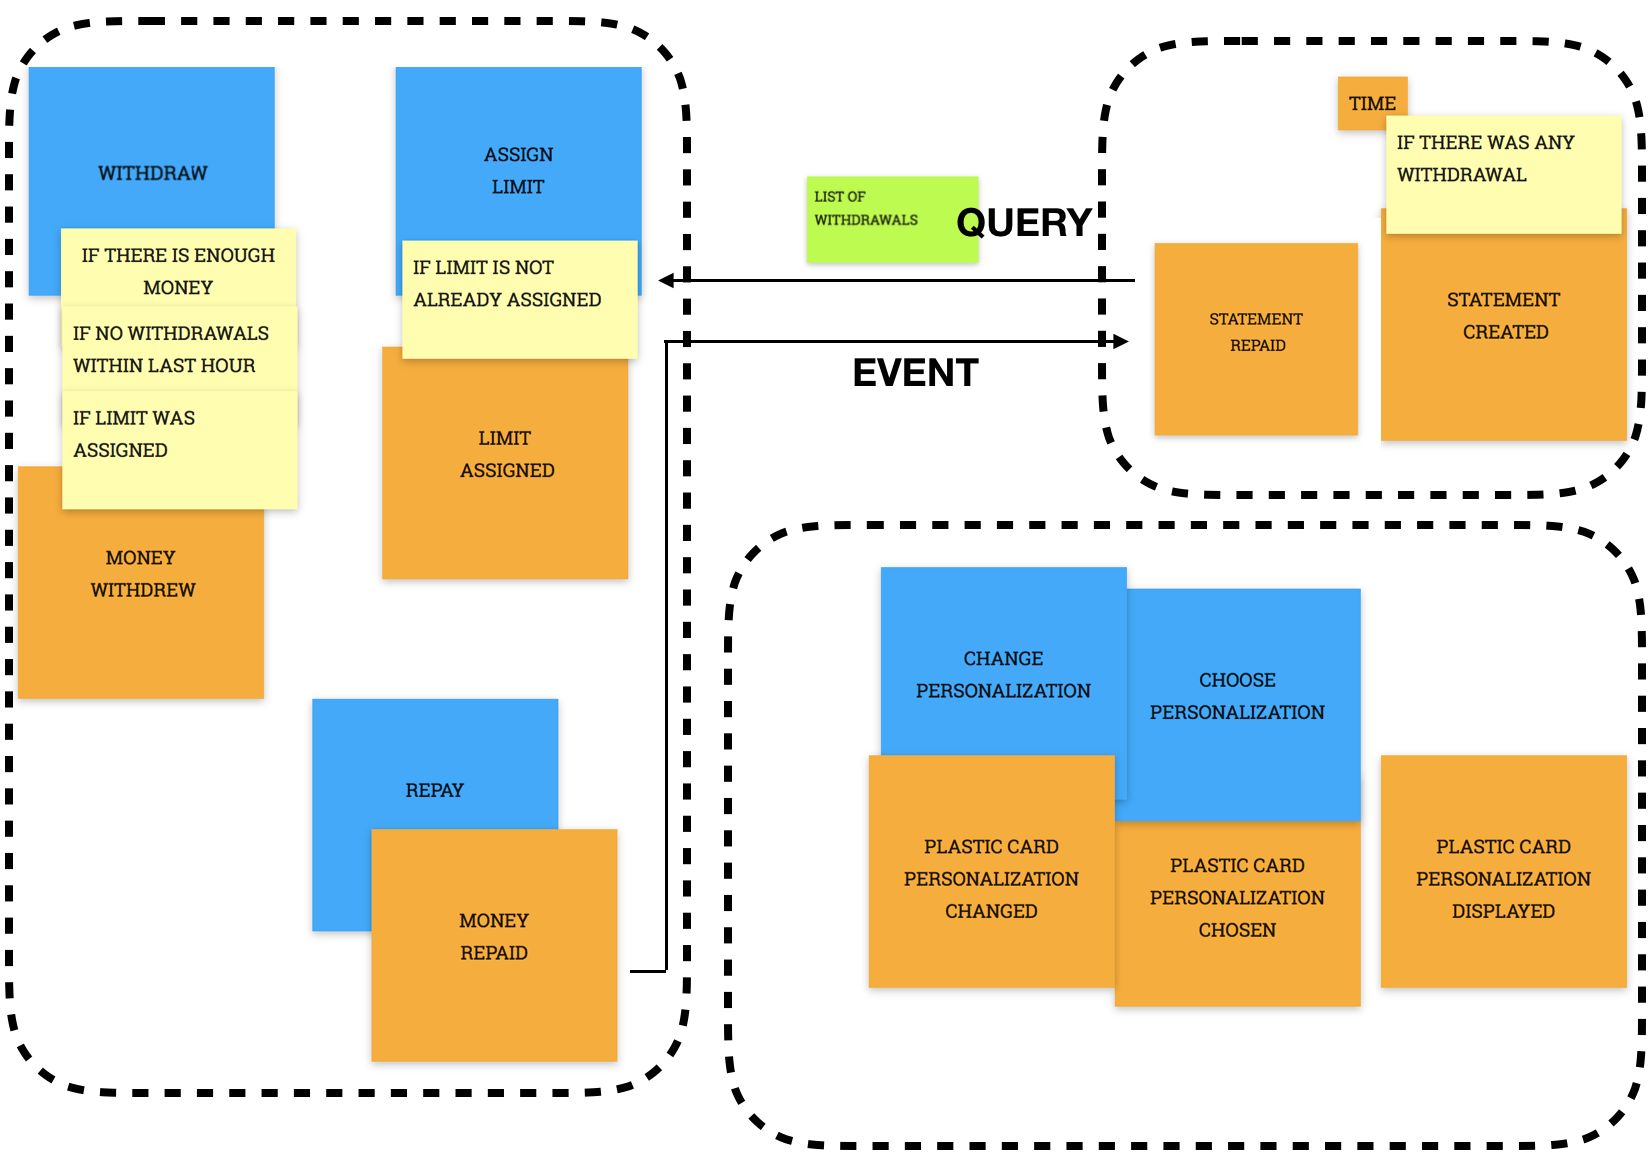 WITHDRAW
IF THERE IS ENOUGH
MONEY
IF NO WITHDRAWALS
WITHIN LAST HOUR
IF LIMIT WAS
ASSIGNED
MONEY
WITHDREW
ASSIGN
LIMIT
IF LIMIT IS NOT
ALREADY ASSIGNED
LIMIT
ASSIGNED
REPAY
MONEY
REPAID
LIST OF
WITHDRAWALS
QUERY
EVENT
TIME
IF THERE WAS ANY
WITHDRAWAL
STATEMENT
CREATED
STATEMENT
REPAID
CHANGE
PERSONALIZATION
CHOOSE
PERSONALIZATION
PLASTIC CARD
PERSONALIZATION
CHANGED
PLASTIC CARD
PERSONALIZATION
CHOSEN
PLASTIC CARD
PERSONALIZATION
DISPLAYED